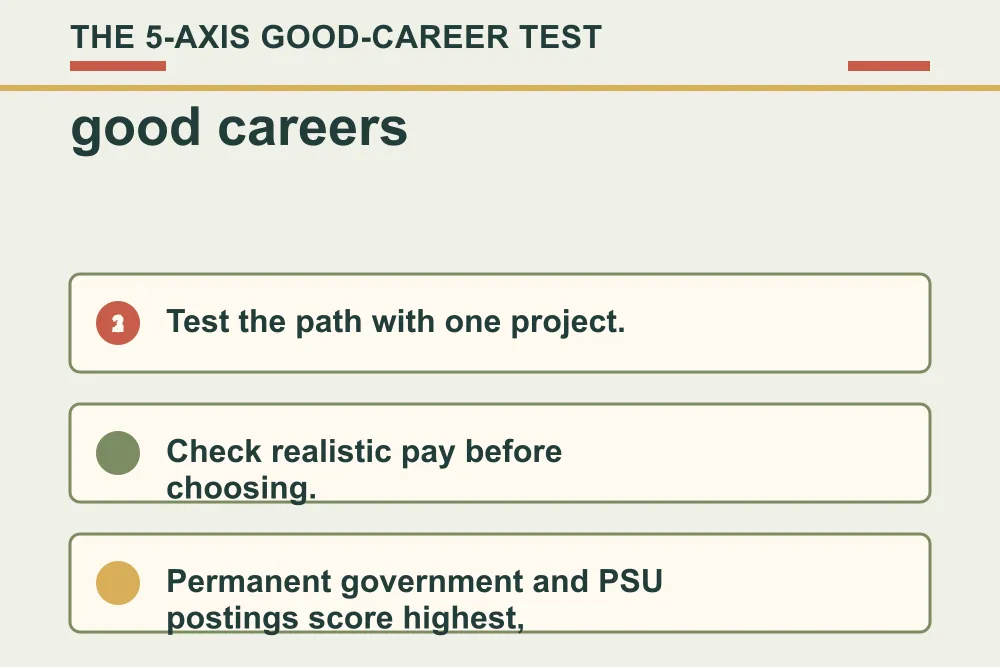 THE 5-AXIS GOOD-CAREER TEST
good careers
Test the path with one project.
Check realistic pay before
choosing.
Permanent government and PSU
postings score highest,